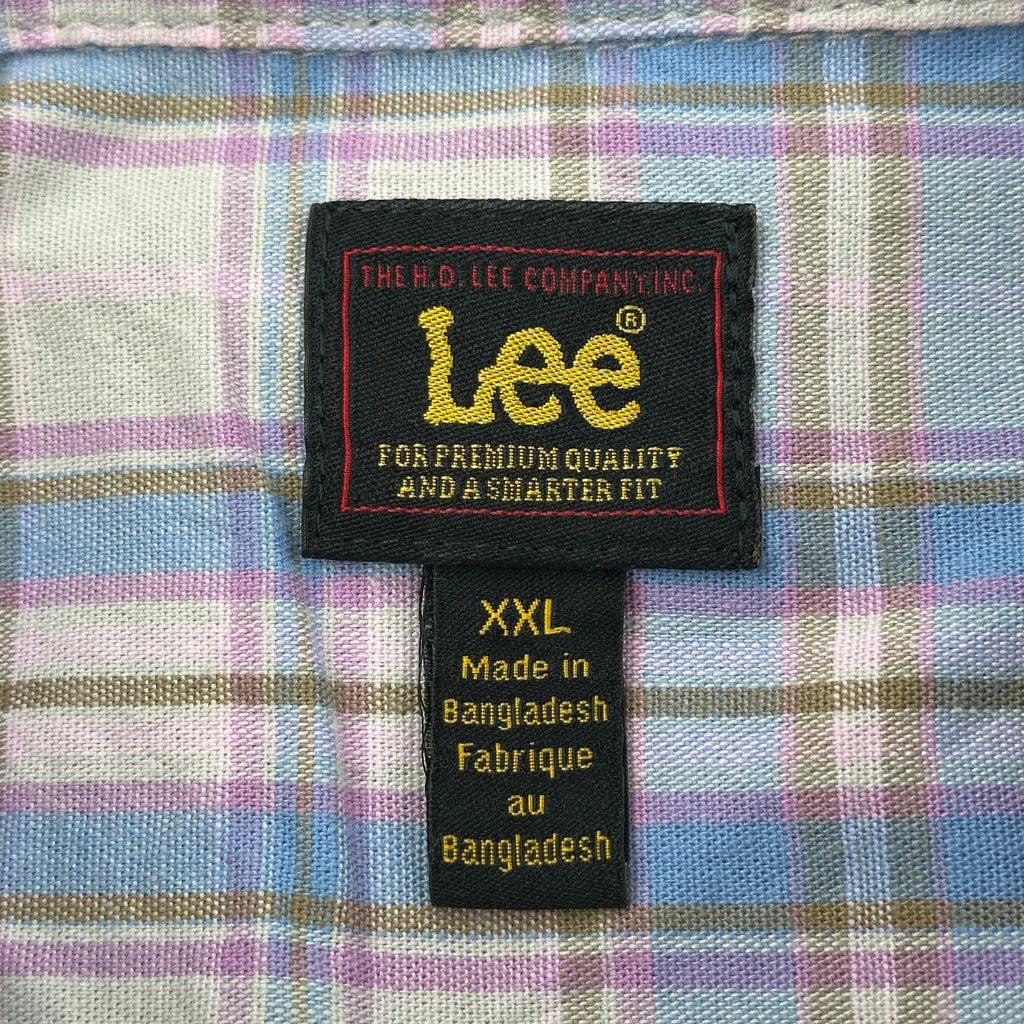 THE H.D. LEE COMPANY,INC.
Lee®
FOR PREMIUM QUALITY
AND A SMARTER FIT
XXL
Made in
Bangladesh
Fabrique
au
Bangladesh